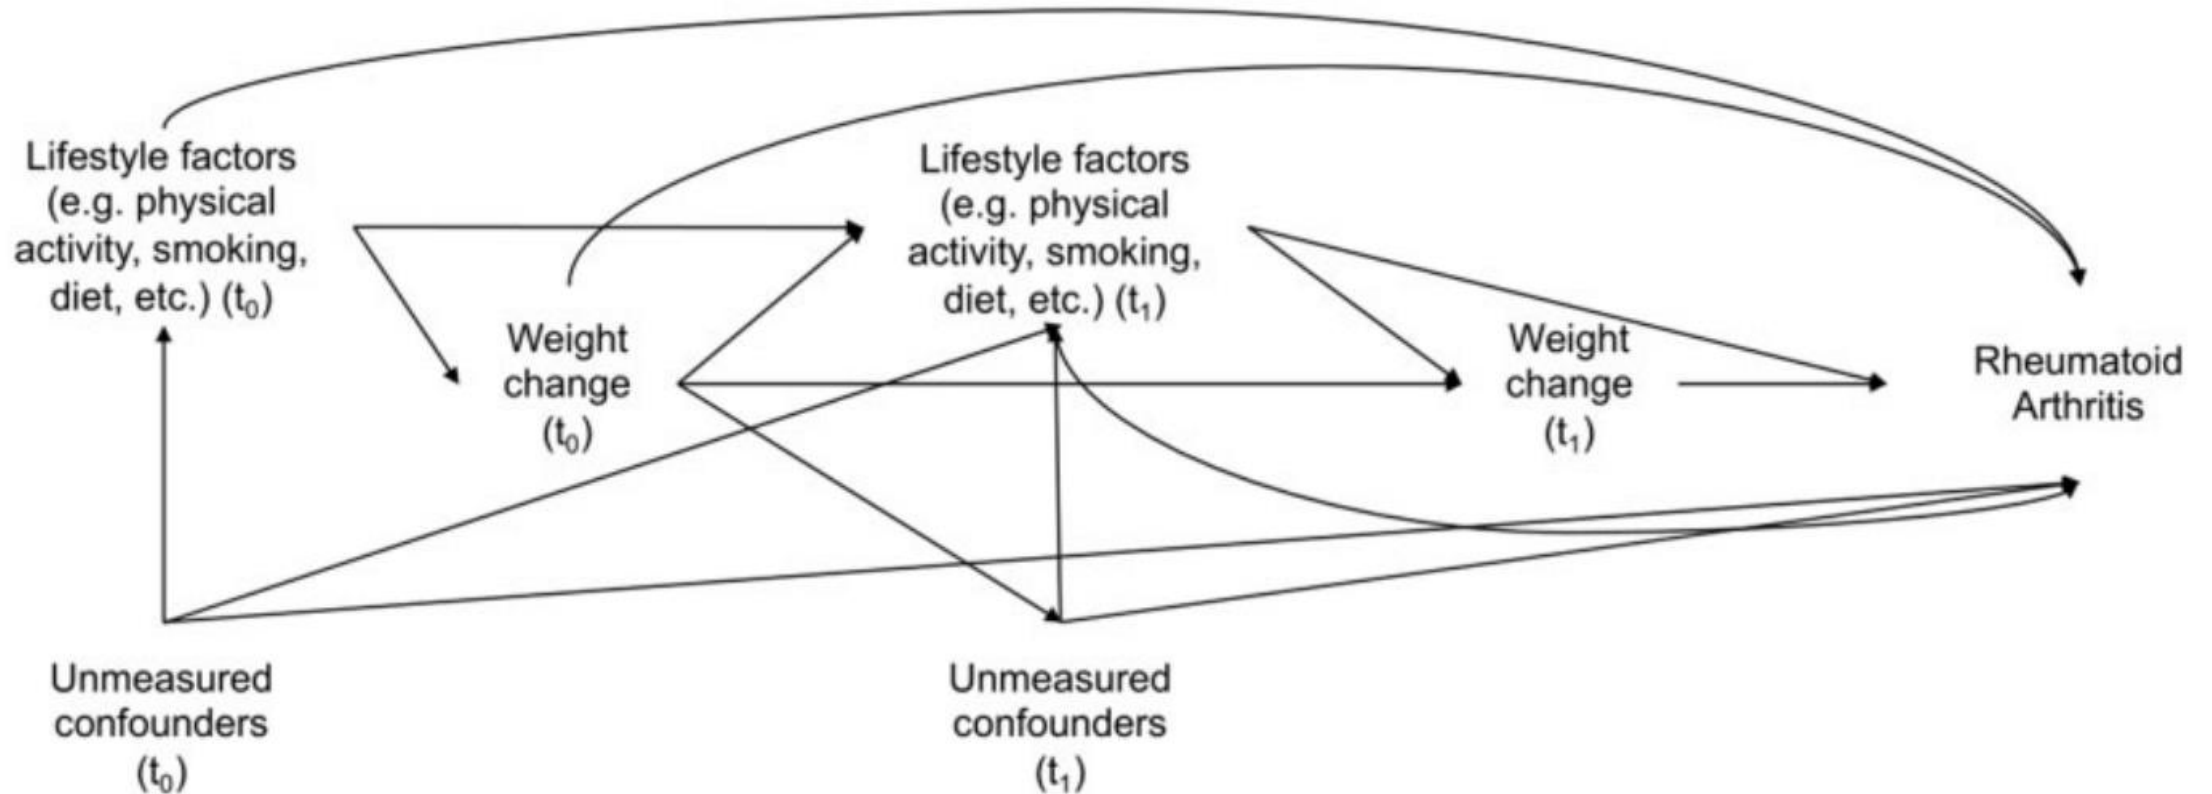 Lifestyle factors
(e.g. physical
activity, smoking,
diet, etc.) (t₀)
Weight
change
(t₀)
Lifestyle factors
(e.g. physical
activity, smoking,
diet, etc.) (t₁)
Weight
change
(t₁)
Rheumatoid
Arthritis
Unmeasured
confounders
(t₀)
Unmeasured
confounders
(t₁)